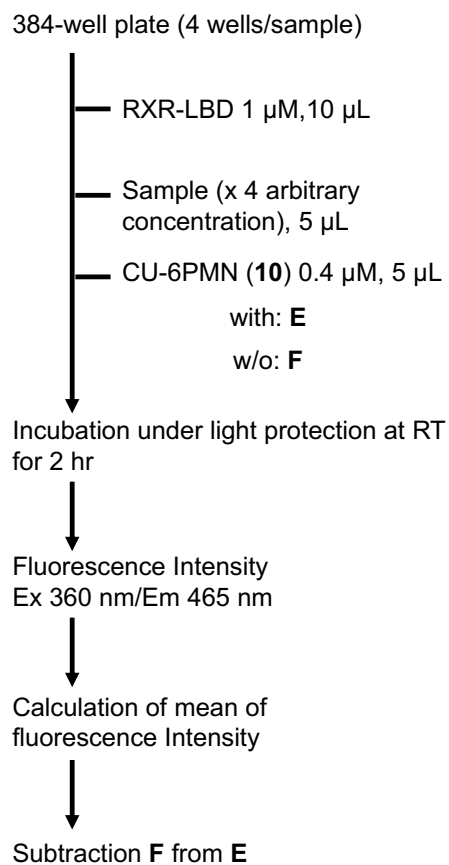 384-well plate (4 wells/sample)
RXR-LBD 1 μM,10 μL
Sample (x 4 arbitrary
concentration), 5 μL
CU-6PMN (10) 0.4 μM, 5 μL
with: E
w/o: F
Incubation under light protection at RT
for 2 hr
Fluorescence Intensity
Ex 360 nm/Em 465 nm
Calculation of mean of
fluorescence Intensity
Subtraction F from E